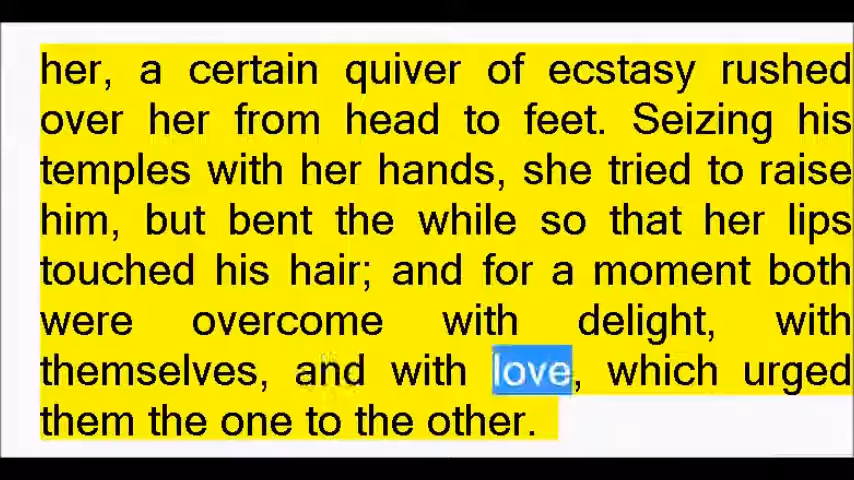 her, a certain quiver of ecstasy rushed
over her from head to feet. Seizing his
temples with her hands, she tried to raise
him, but bent the while so that her lips
touched his hair; and for a moment both
were overcome with delight, with
themselves, and with love, which urged
them the one to the other.